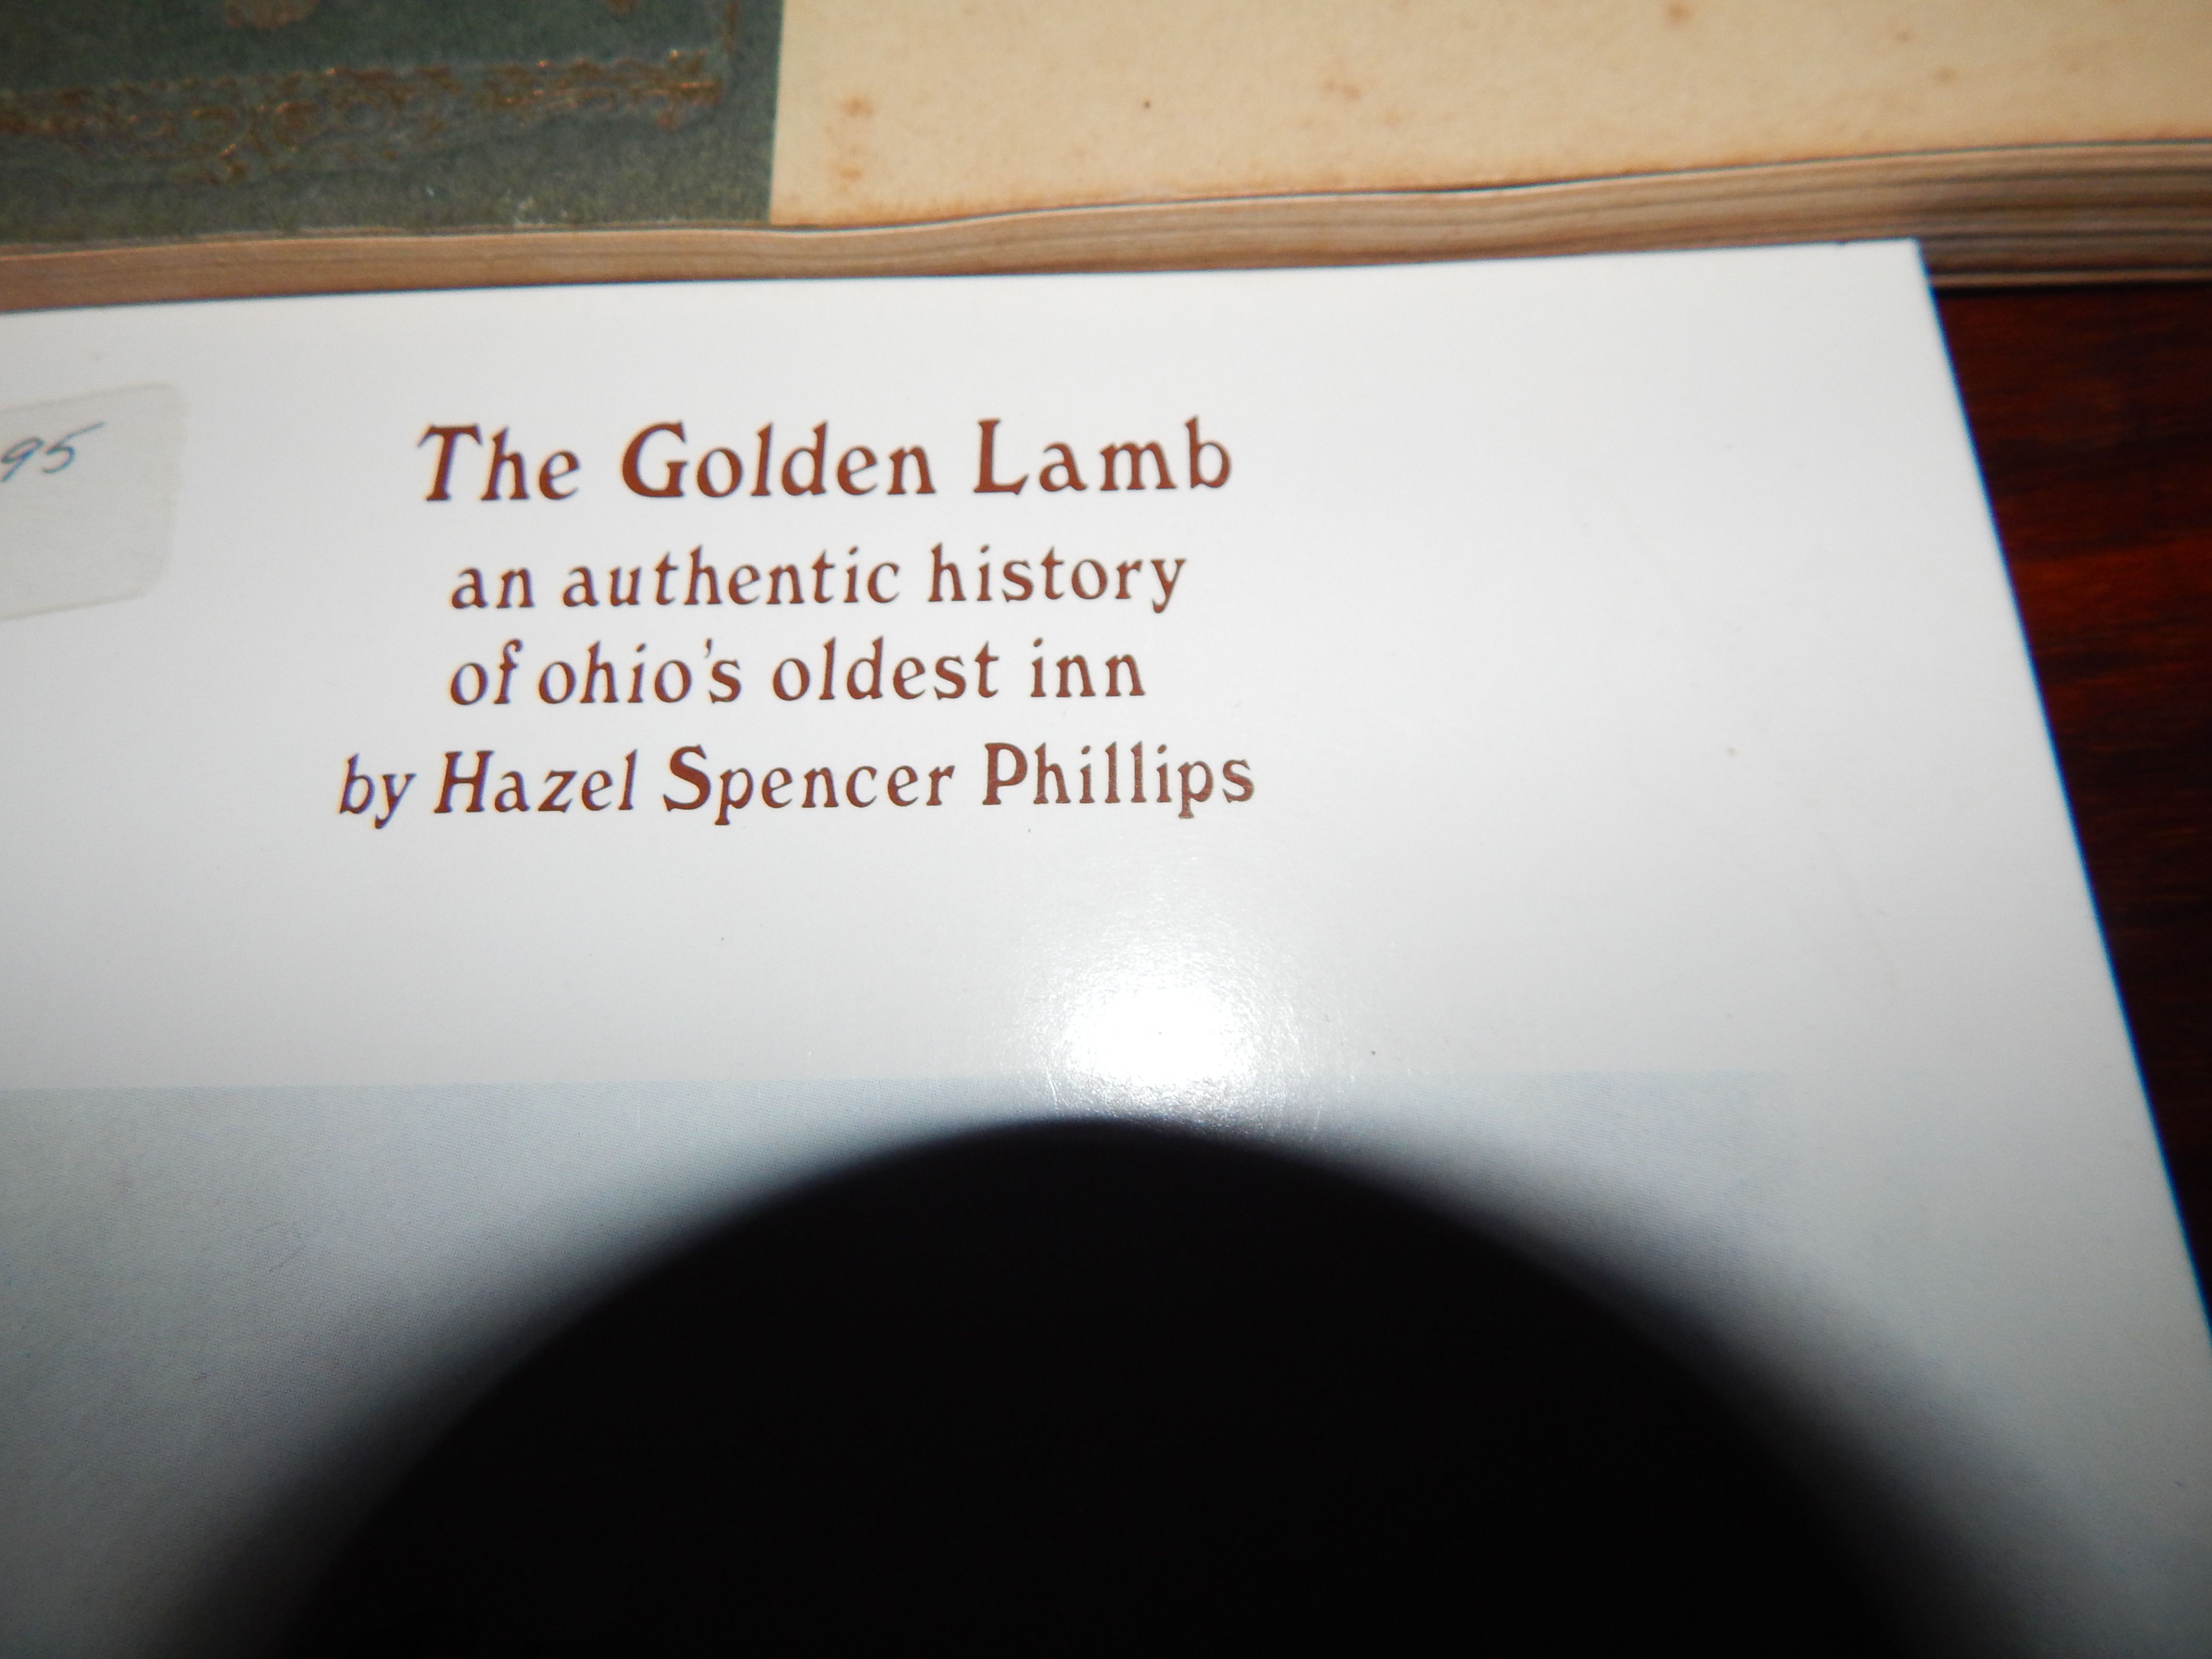 95
The Golden Lamb
an authentic history
of ohio's oldest inn
by Hazel Spencer Phillips